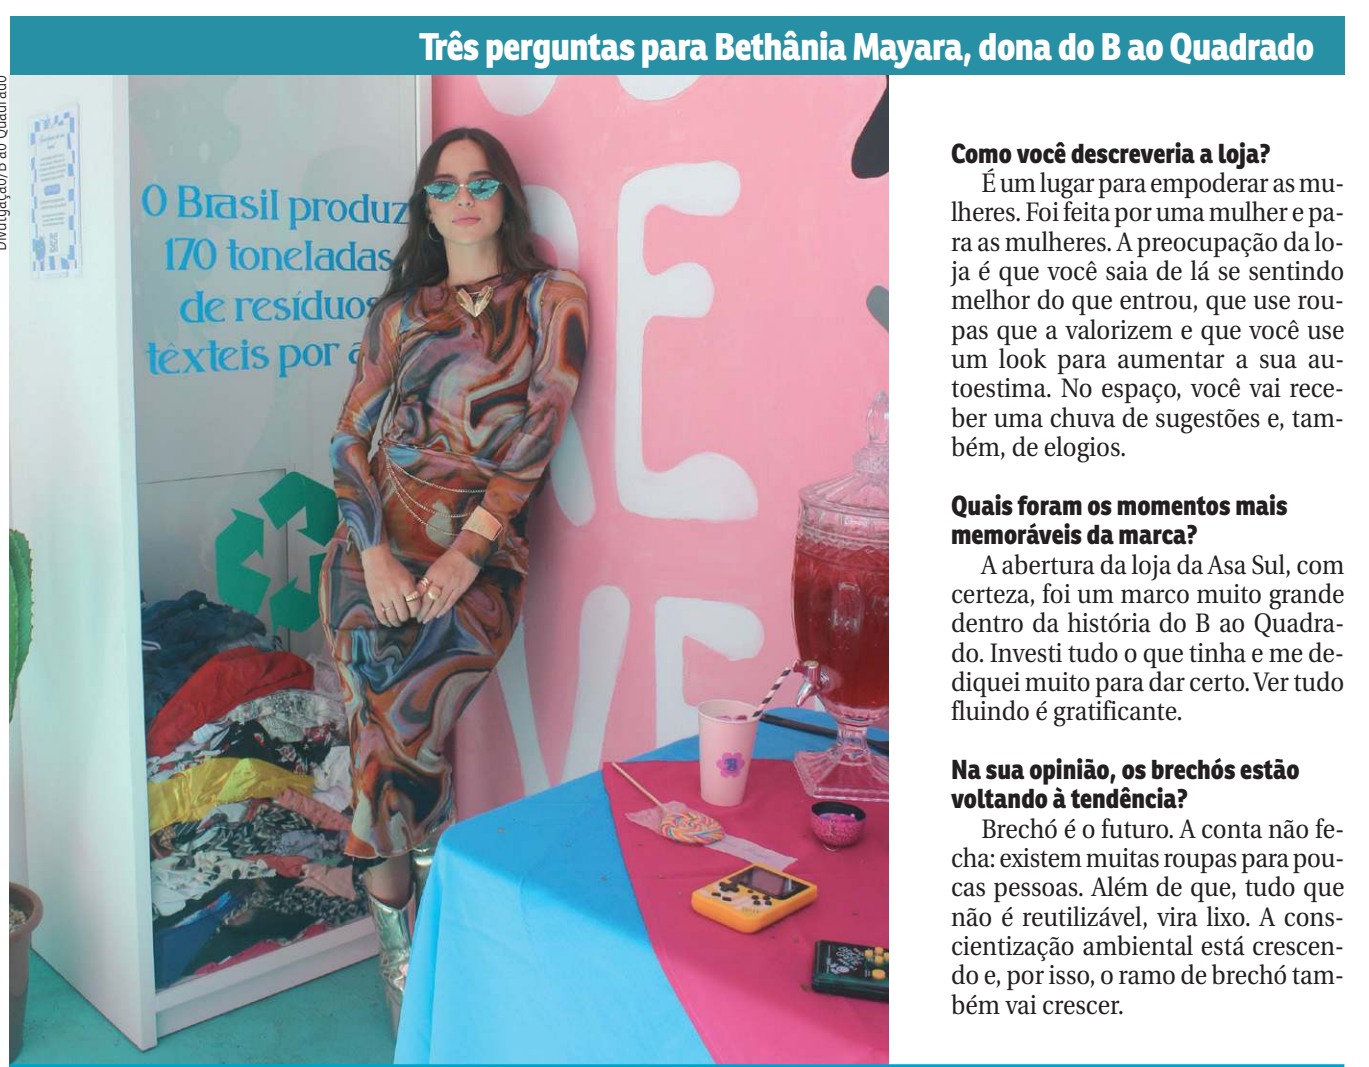 Três perguntas para Bethânia Mayara, dona do B ao Quadrado
Divulgação/B ao Quadrado
O Brasil produz
170 toneladas
de resíduos
têxteis por a
RE
VE
Como você descreveria a loja?
É um lugar para empoderar as mu-
lheres. Foi feita por uma mulher e pa-
ra as mulheres. A preocupação da lo-
ja é que você saia de lá se sentindo
melhor do que entrou, que use rou-
pas que a valorizem e que você use
um look para aumentar a sua au-
toestima. No espaço, você vai rece-
ber uma chuva de sugestões e, tam-
bém, de elogios.
Quais foram os momentos mais
memoráveis da marca?
A abertura da loja da Asa Sul, com
certeza, foi um marco muito grande
dentro da história do B ao Quadra-
do. Investi tudo o que tinha e me de-
diquei muito para dar certo. Ver tudo
fluindo é gratificante.
Na sua opinião, os brechós estão
voltando à tendência?
Brechó é o futuro. A conta não fe-
cha: existem muitas roupas para pou-
cas pessoas. Além de que, tudo que
não é reutilizável, vira lixo. A cons-
cientização ambiental está crescen-
do e, por isso, o ramo de brechó tam-
bém vai crescer.